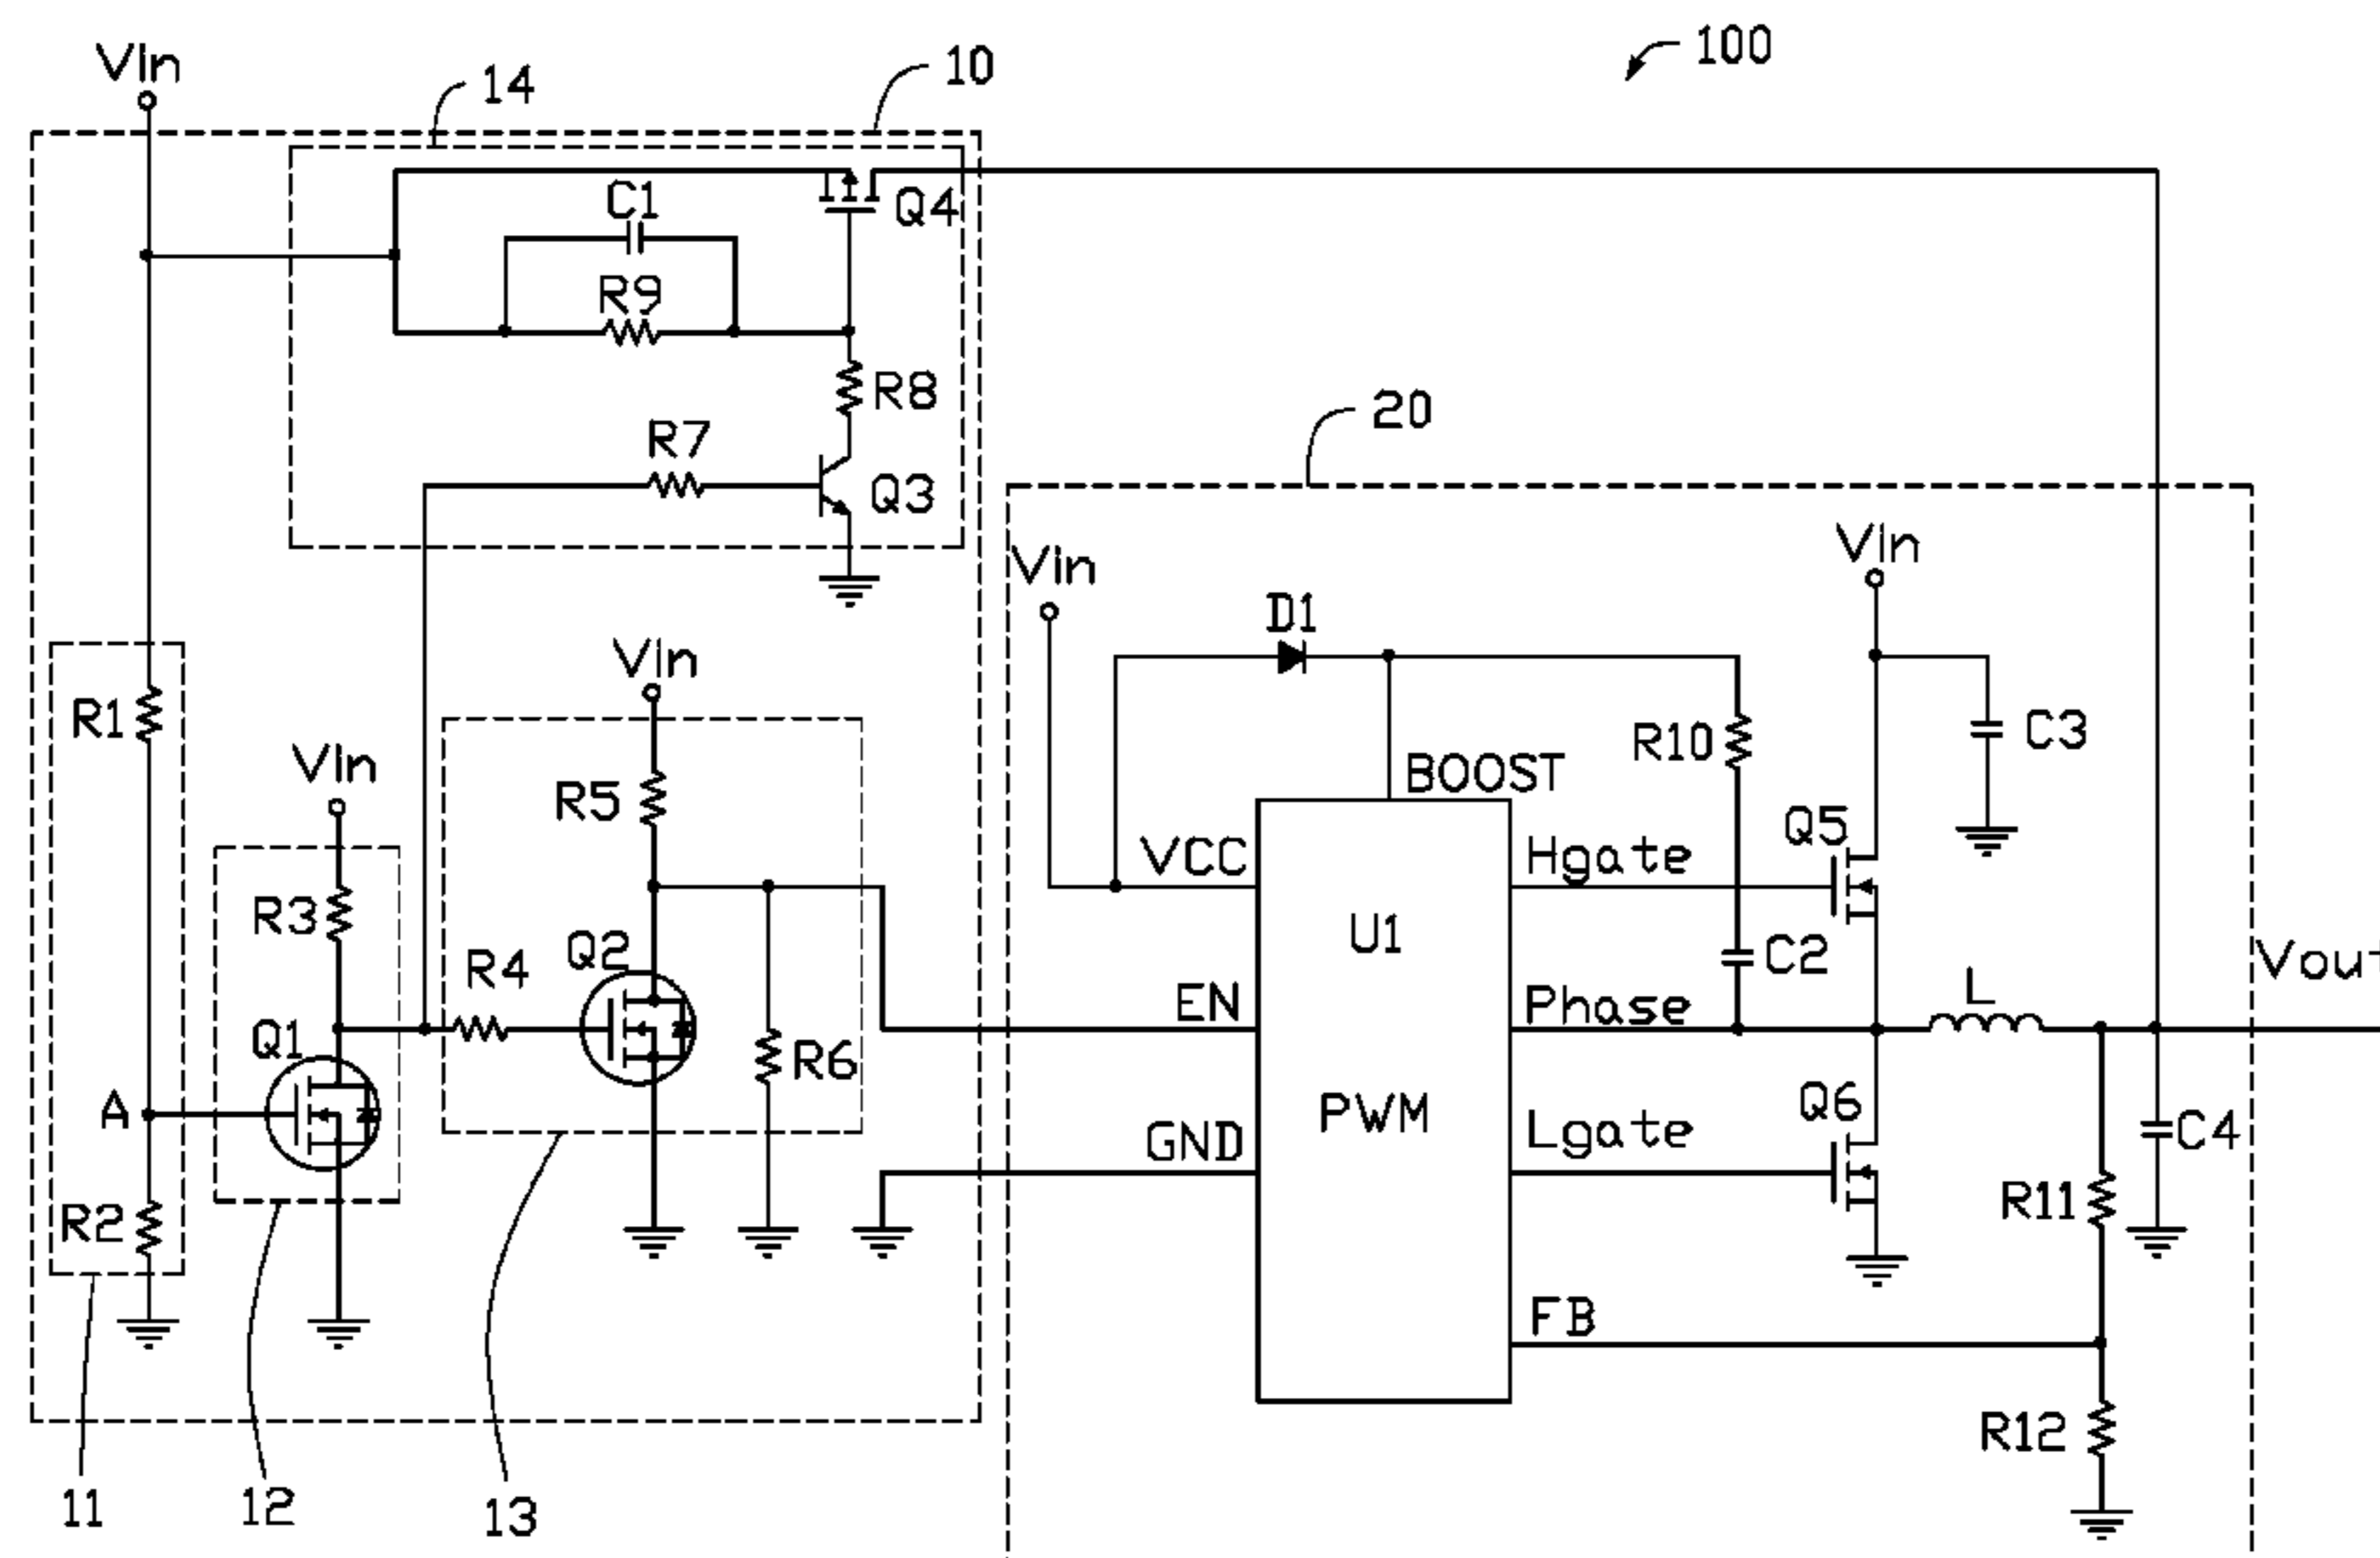 100
Vin
14
10
C1
Q4
R9
R8
20
R7
Q3
Vin
Vin
D1
Vin
R1
R10
C3
Vin
BOOST
R5
Q5
VCC
Hgate
R3
U1
Q2
C2
R4
Vout
L
EN
Phase
Q1
R6
A
PWM
Q6
Lgate
C4
GND
R2
R11
FB
R12
11
12
13